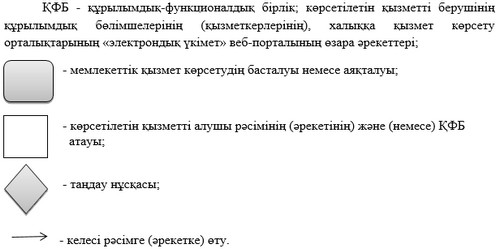 ҚФБ - құрылымдық-функционалдық бірлік; көрсетілетін қызметті берушінің
құрылымдық бөлімшелерінің (қызметкерлерінің), халыққа қызмет көрсету
орталықтарының «электрондық үкімет» веб-порталының өзара әрекеттері;
- мемлекеттік қызмет көрсетудің басталуы немесе аяқталуы;
- көрсетілетін қызметті алушы рәсімінің (әрекетінің) және (немесе) ҚФБ
атауы;
- таңдау нұсқасы;
- келесі рәсімге (әрекетке) өту.